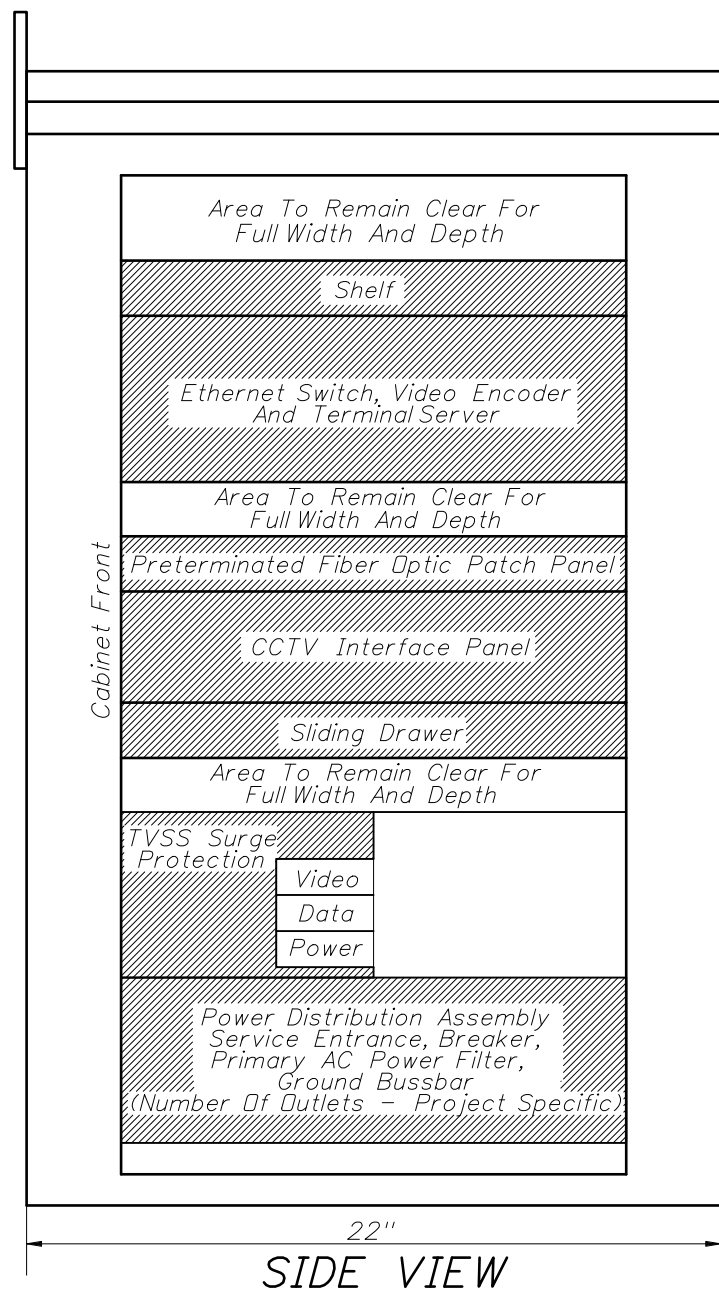 Area To Remain Clear For
Full Width And Depth
Shelf
Ethernet Switch, Video Encoder
And Terminal Server
Area To Remain Clear For
Full Width And Depth
Preterminated Fiber Optic Patch Panel
CCTV Interface Panel
Cabinet Front
Sliding Drawer
Area To Remain Clear For
Full Width And Depth
TVSS Surge
Protection
Video
Data
Power
Power Distribution Assembly
Service Entrance, Breaker,
Primary AC Power Filter,
Ground Bussbar
(Number Of Outlets - Project Specific)
22"
SIDE VIEW